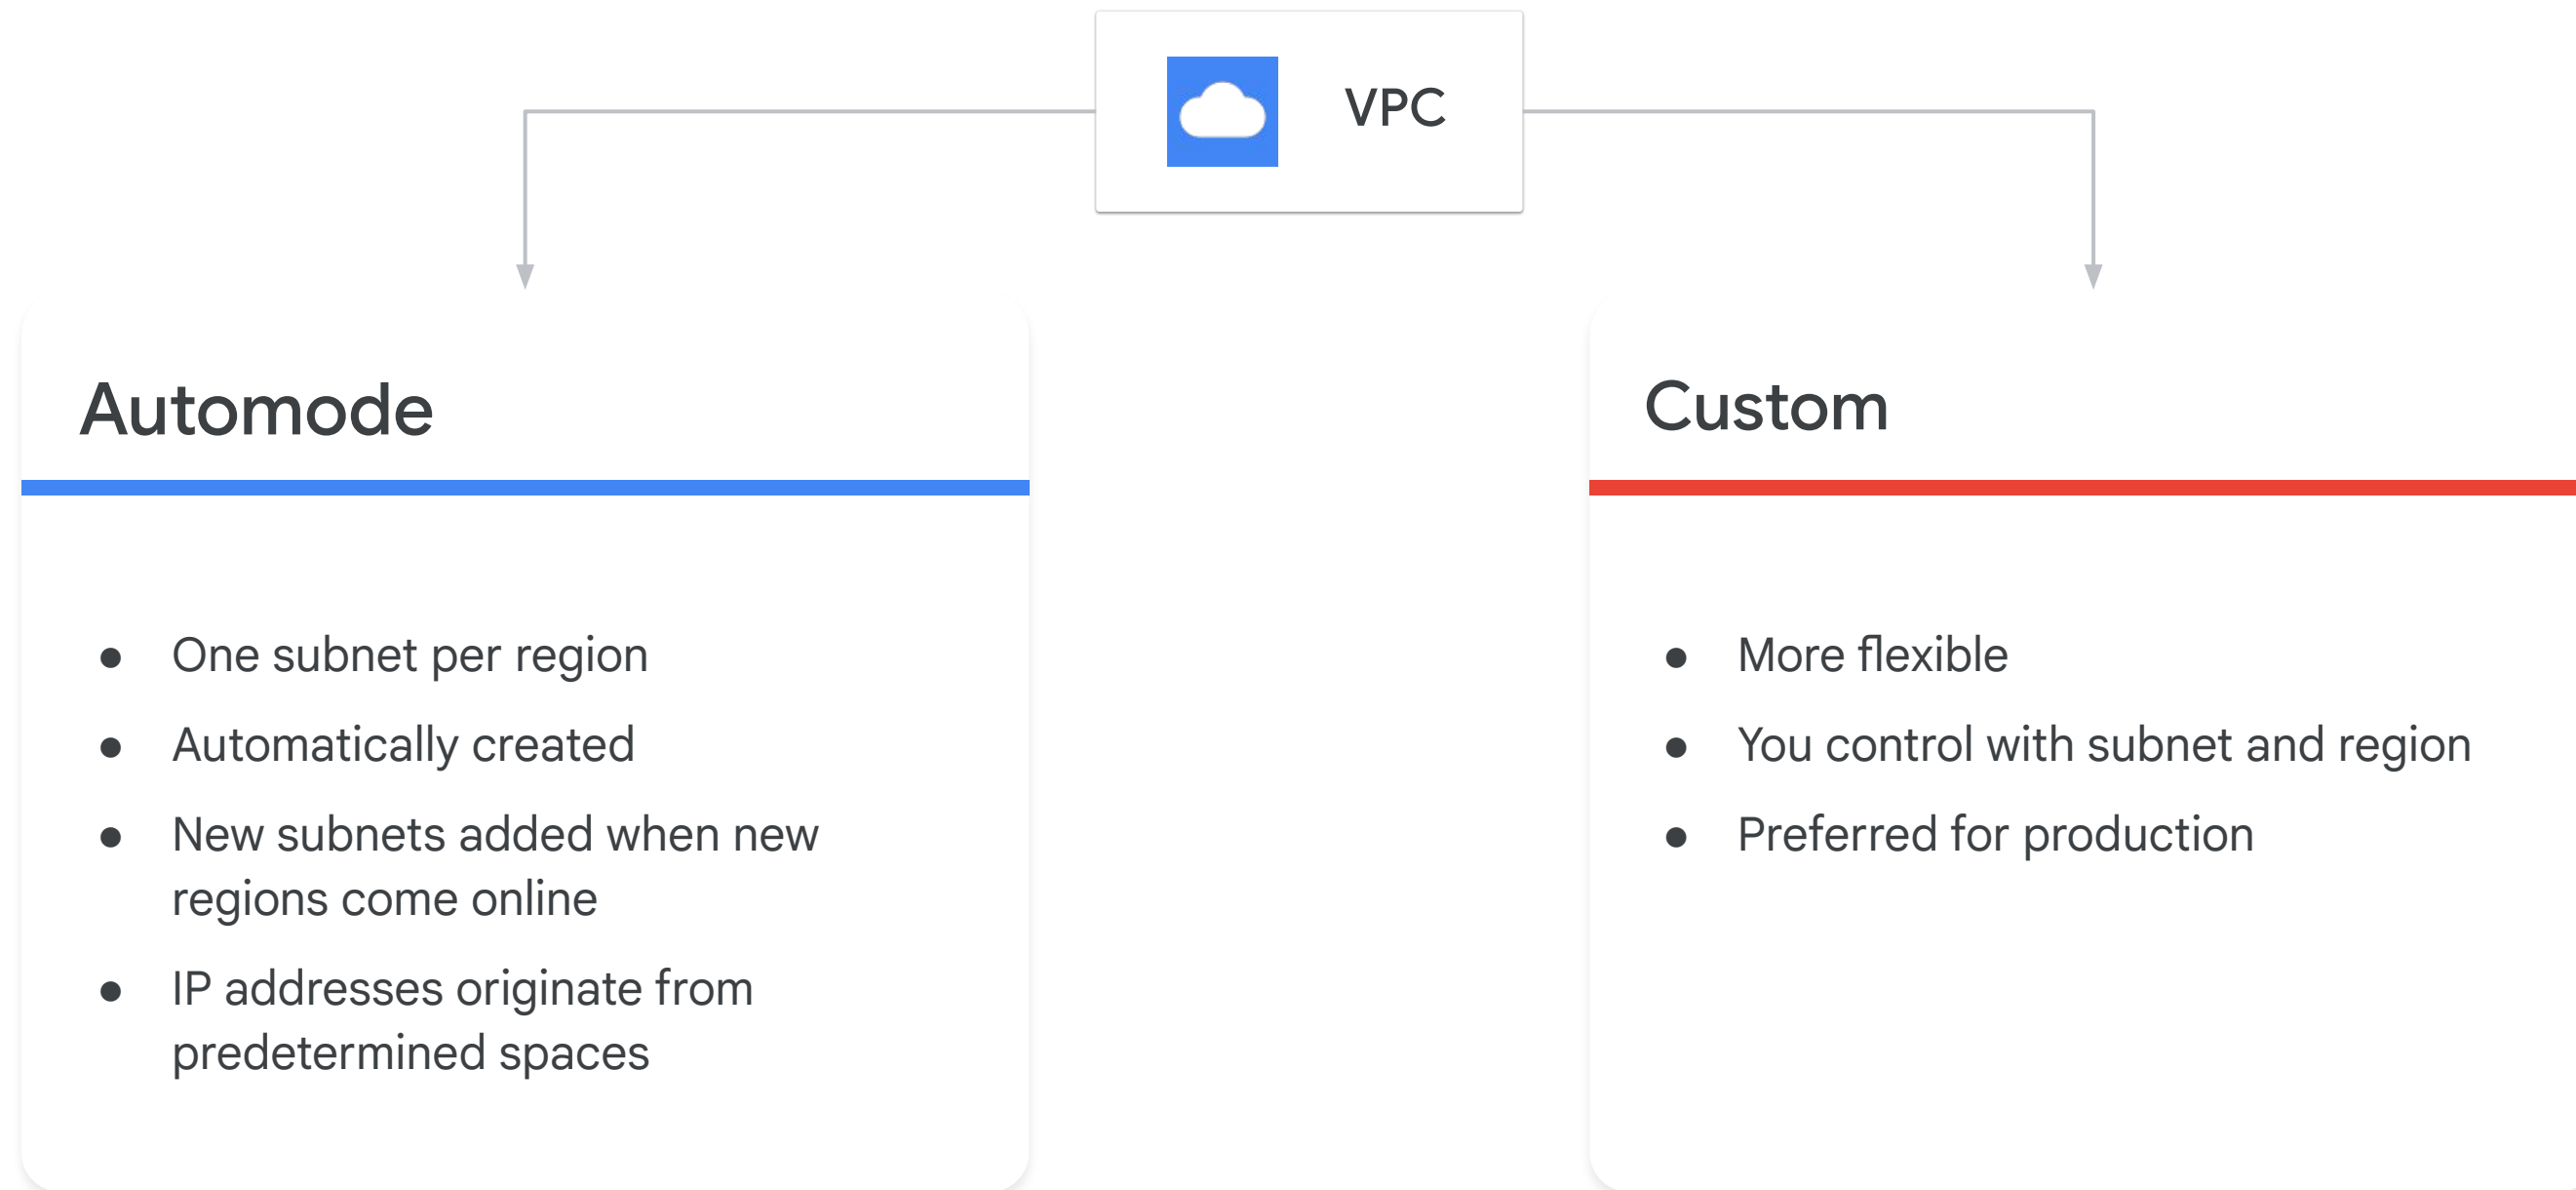 VPC
Automode
● One subnet per region
● Automatically created
● New subnets added when new
regions come online
● IP addresses originate from
predetermined spaces
Custom
● More flexible
● You control with subnet and region
● Preferred for production